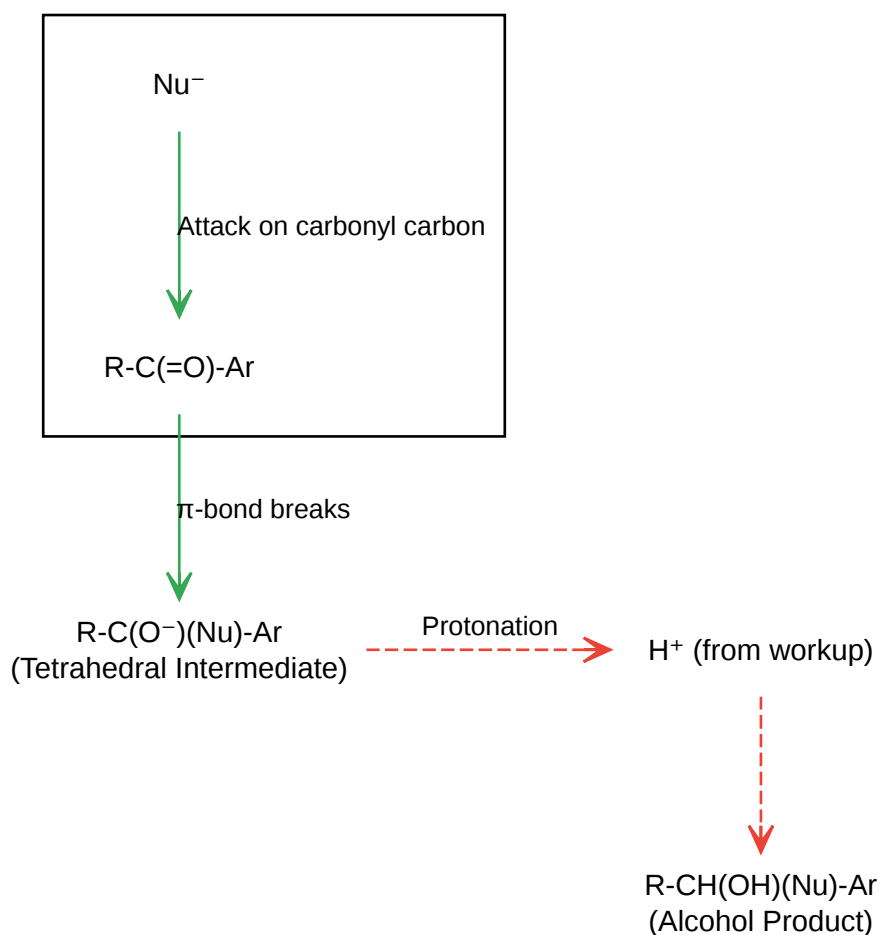 Nu⁻
Attack on carbonyl carbon
R-C(=O)-Ar
π-bond breaks
R-C(O⁻)(Nu)-Ar
(Tetrahedral Intermediate)
Protonation
H⁺ (from workup)
R-CH(OH)(Nu)-Ar
(Alcohol Product)